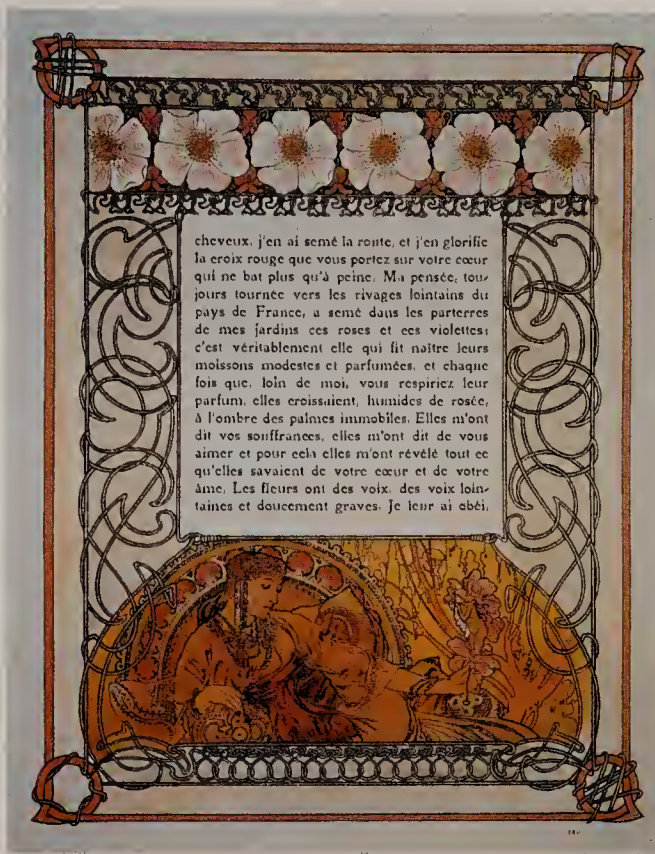 cheveux, j'en ai semé la route, et j'en glorifie
la croix rouge que vous portez sur votre cœur
qui ne bat plus qu'à peine. Ma pensée, tou-
jours tournée vers les rivages lointains du
pays de France, a semé dans les parterres
de mes jardins ces roses et ces violettes;
c'est véritablement elle qui fit naître leurs
moissons modestes et parfumées, et chaque
fois que, loin de moi, vous respiriez leur
parfum, elles croissaient, humides de rosée,
à l'ombre des palmes immobiles. Elles m'ont
dit vos souffrances, elles m'ont dit de vous
aimer et pour cela elles m'ont révélé tout ce
qu'elles savaient de votre cœur et de votre
âme. Les fleurs ont des voix, des voix loin-
taines et doucement graves. Je leur ai obéi,